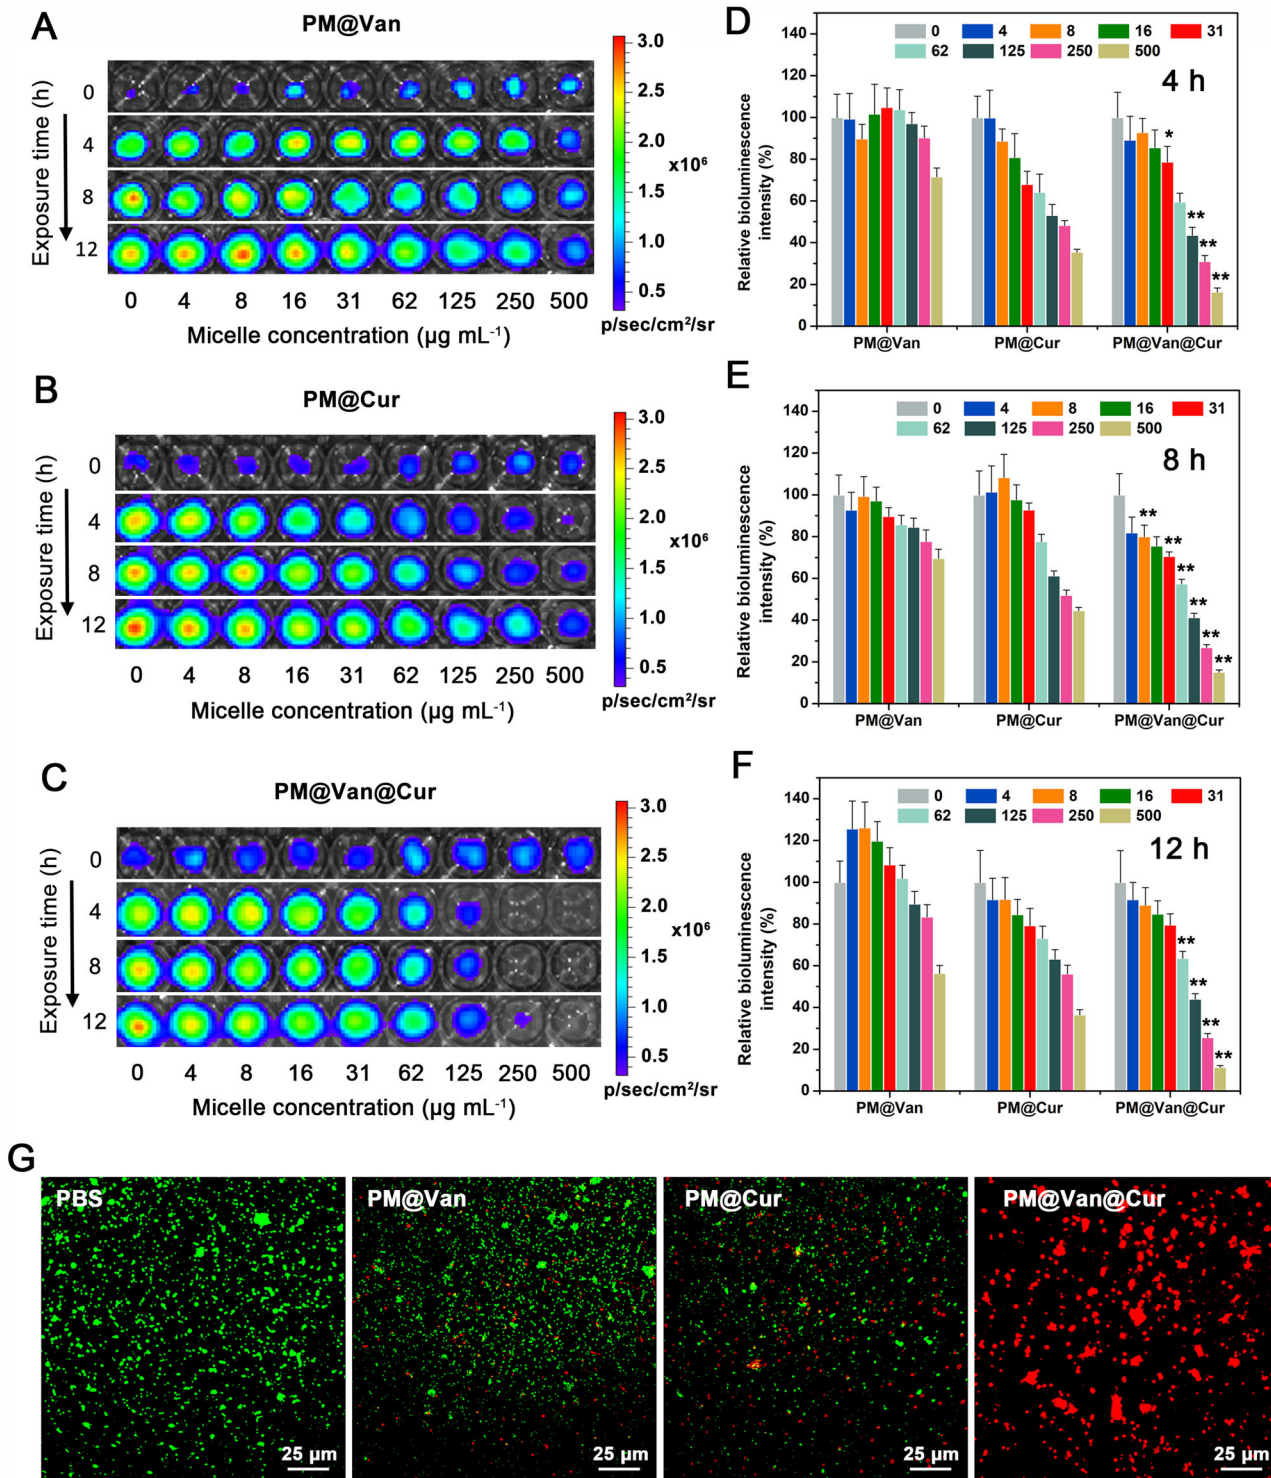 A
PM@Van
Exposure time (h)
0
4
8
12
0 4 8 16 31 62 125 250 500
Micelle concentration (µg mL⁻¹)
3.0
2.5
2.0
x10⁶
1.5
1.0
0.5
p/sec/cm²/sr
B
PM@Cur
Exposure time (h)
0
4
8
12
0 4 8 16 31 62 125 250 500
Micelle concentration (µg mL⁻¹)
3.0
2.5
2.0
x10⁶
1.5
1.0
0.5
p/sec/cm²/sr
C
PM@Van@Cur
Exposure time (h)
0
4
8
12
0 4 8 16 31 62 125 250 500
Micelle concentration (µg mL⁻¹)
3.0
2.5
2.0
x10⁶
1.5
1.0
0.5
p/sec/cm²/sr
D
Relative bioluminescence
intensity (%)
140
120
100
80
60
40
20
0
0 4 8 16 31
62 125 250 500
4 h
*
**
**
**
PM@Van PM@Cur PM@Van@Cur
E
Relative bioluminescence
intensity (%)
140
120
100
80
60
40
20
0
0 4 8 16 31
62 125 250 500
8 h
**
**
**
**
**
**
PM@Van PM@Cur PM@Van@Cur
F
Relative bioluminescence
intensity (%)
140
120
100
80
60
40
20
0
0 4 8 16 31
62 125 250 500
12 h
**
**
**
**
PM@Van PM@Cur PM@Van@Cur
G
PBS PM@Van PM@Cur PM@Van@Cur
25 µm 25 µm 25 µm 25 µm